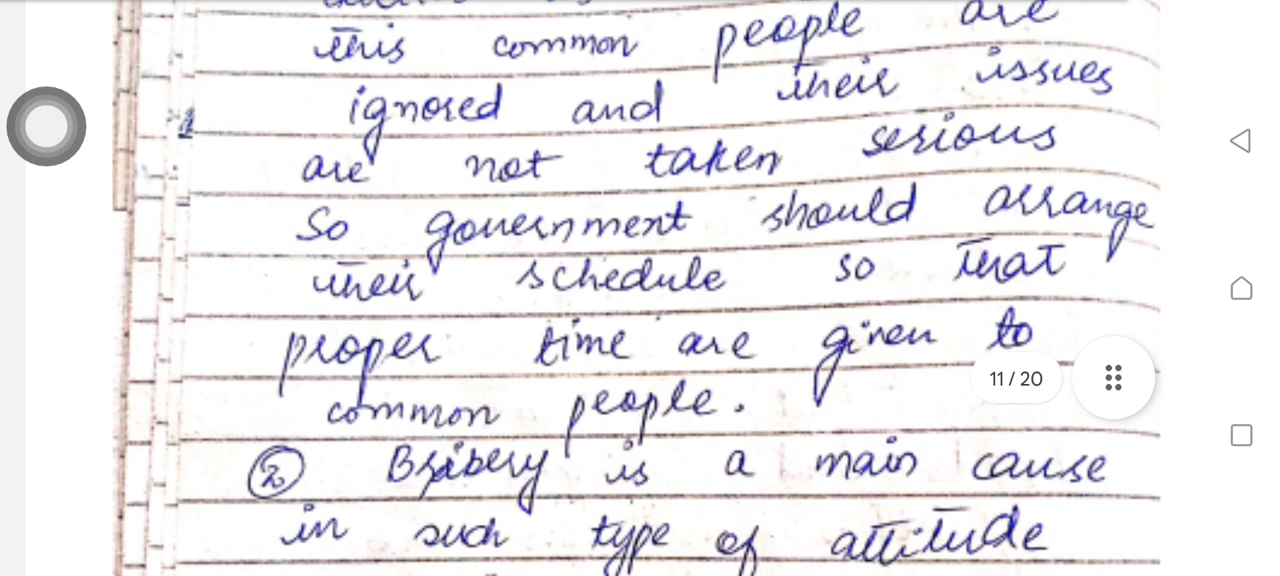 this common people are
ignored and their issues
are not taken serious
So government should arrange
their schedule so that
proper time are given to
11 / 20
common people.
② Bribery is a main cause
in such type of attitude